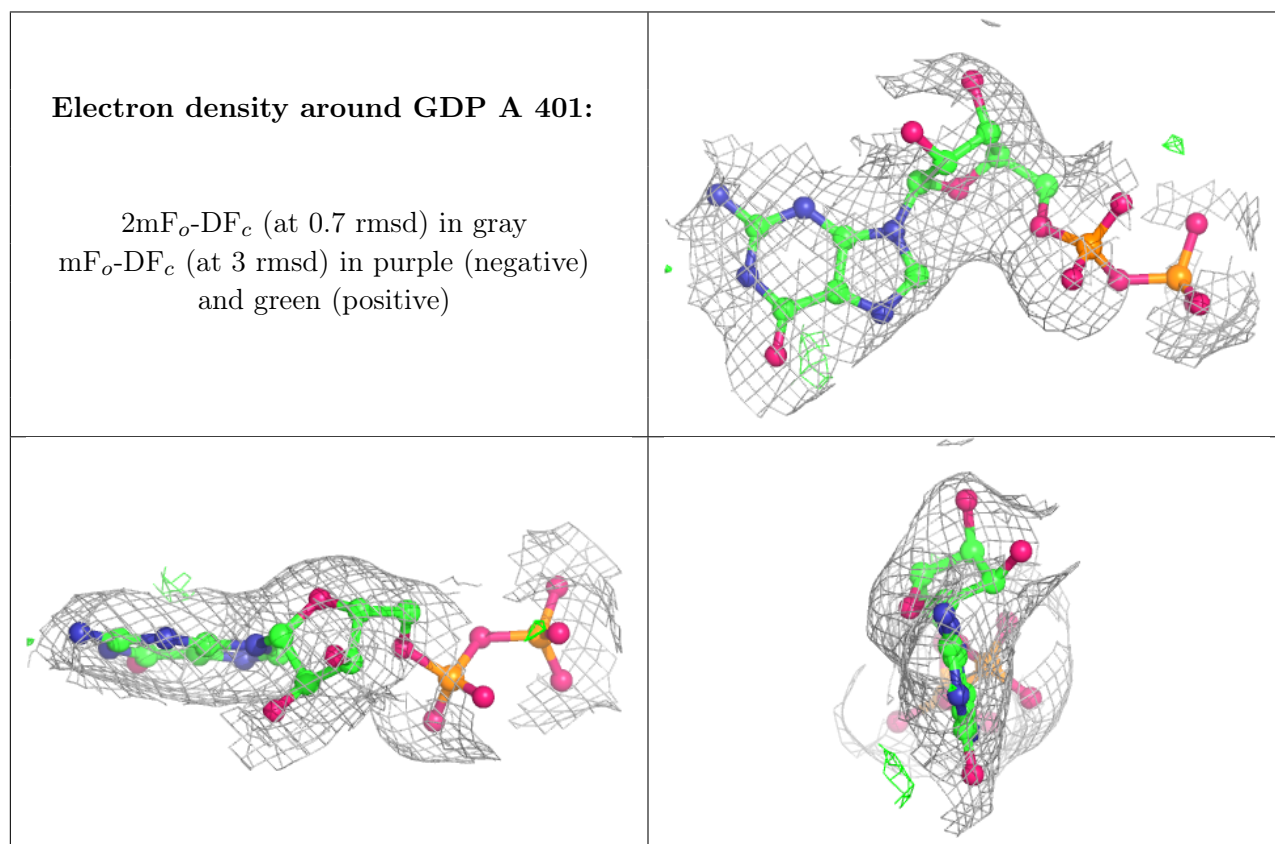 Electron density around GDP A 401:
2mFo-DFc (at 0.7 rmsd) in gray
mFo-DFc (at 3 rmsd) in purple (negative)
and green (positive)